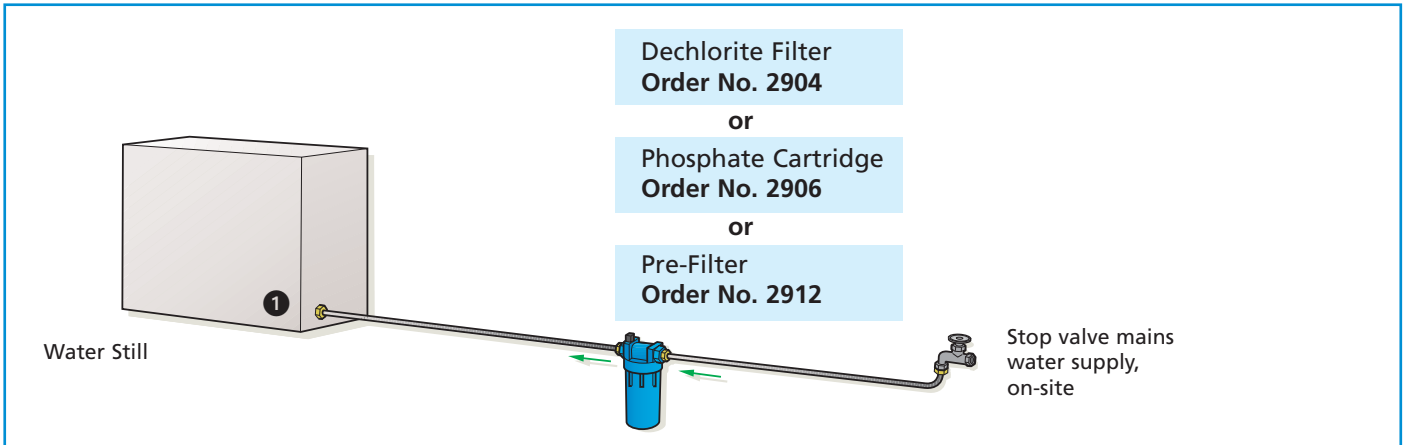 Dechlorite Filter
Order No. 2904
or
Phosphate Cartridge
Order No. 2906
or
Pre-Filter
Order No. 2912
1
Water Still
Stop valve mains
water supply,
on-site